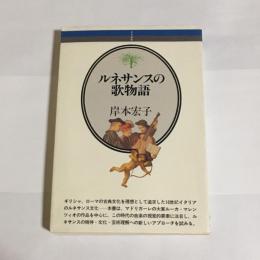 ルネサンスの
歌物語
岸本宏子
ギリシャ、ローマの古典文化を理想として追求した16世紀イタリア
のルネサンス文化——本書は、マドリガーレの大家ルーカ・マレン
ツィオの作品を中心に、この時代の音楽の視覚的要素に注目し、ル
ネサンスの精神・文化・芸術理解への新しいアプローチを試みる。